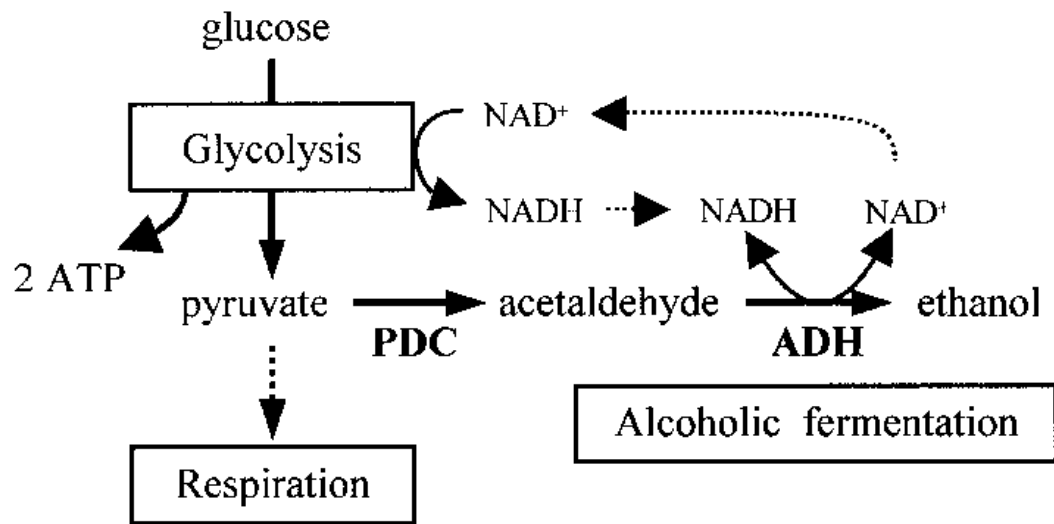 glucose
Glycolysis
NAD⁺
NADH
NADH
NAD⁺
2 ATP
pyruvate
acetaldehyde
ethanol
PDC
ADH
Alcoholic fermentation
Respiration